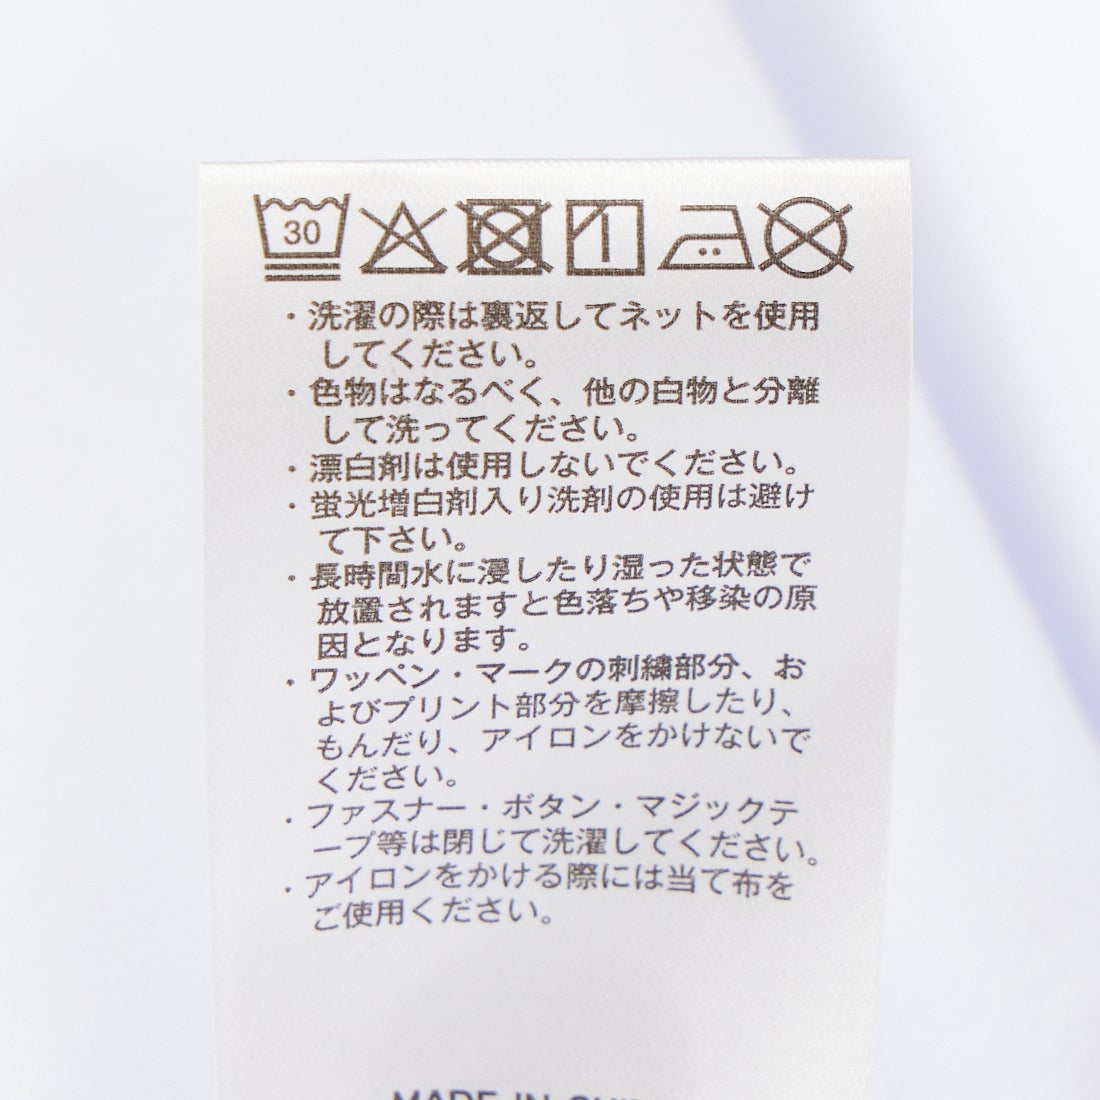 30
・洗濯の際は裏返してネットを使用
してください。
・色物はなるべく、他の白物と分離
して洗ってください。
・漂白剤は使用しないでください。
・蛍光増白剤入り洗剤の使用は避け
て下さい。
・長時間水に浸したり湿った状態で
放置されますと色落ちや移染の原
因となります。
・ワッペン・マークの刺繍部分、お
よびプリント部分を摩擦したり、
もんだり、アイロンをかけないで
ください。
・ファスナー・ボタン・マジックテ
ープ等は閉じて洗濯してください。
・アイロンをかける際には当て布を
ご使用ください。
MADE IN